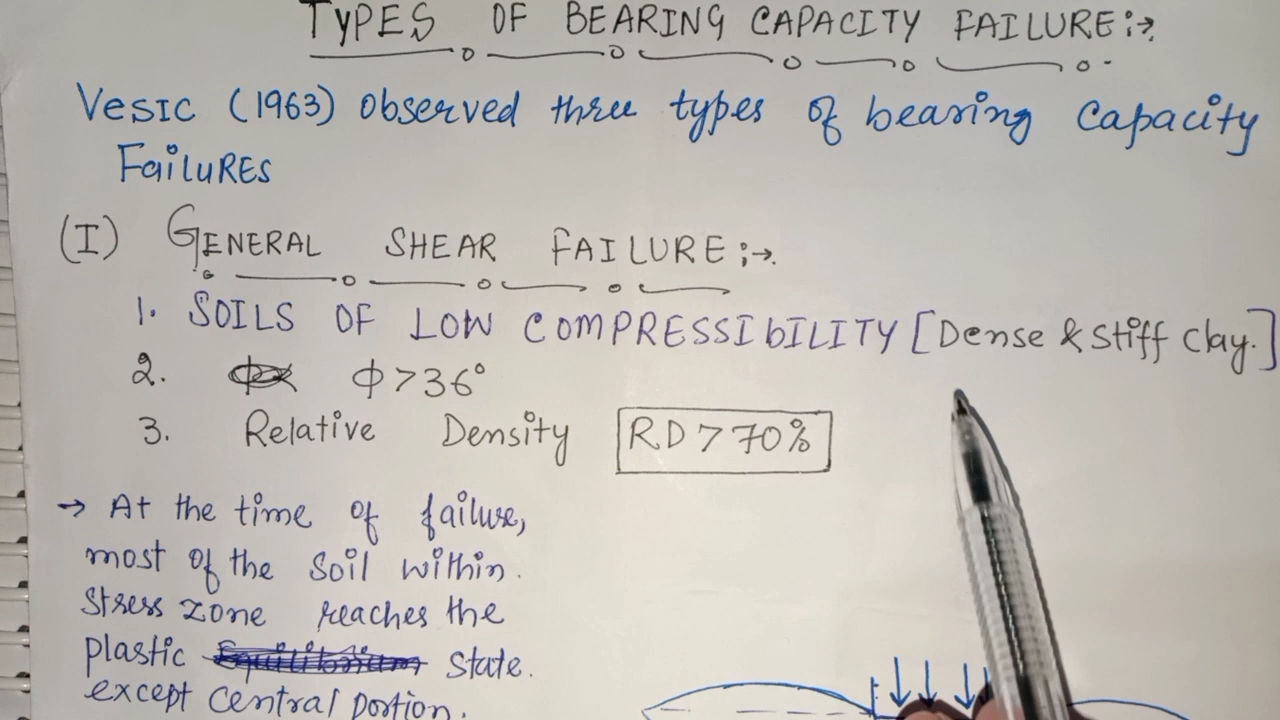 TYPES OF BEARING CAPACITY FAILURE:→.
Vesic (1963) Observed three types of bearing Capacity
FailuREs
(I) GENERAL SHEAR FAILURE;→.
1. SOILS OF LOW COMPRESSIbILITY [Dense & Stiff Clay.]
2. ϕ>36°
3. Relative Density RD > 70%
→ At the time of failure,
most of the Soil within.
Stress zone reaches the
plastic State.
except Central Portion.